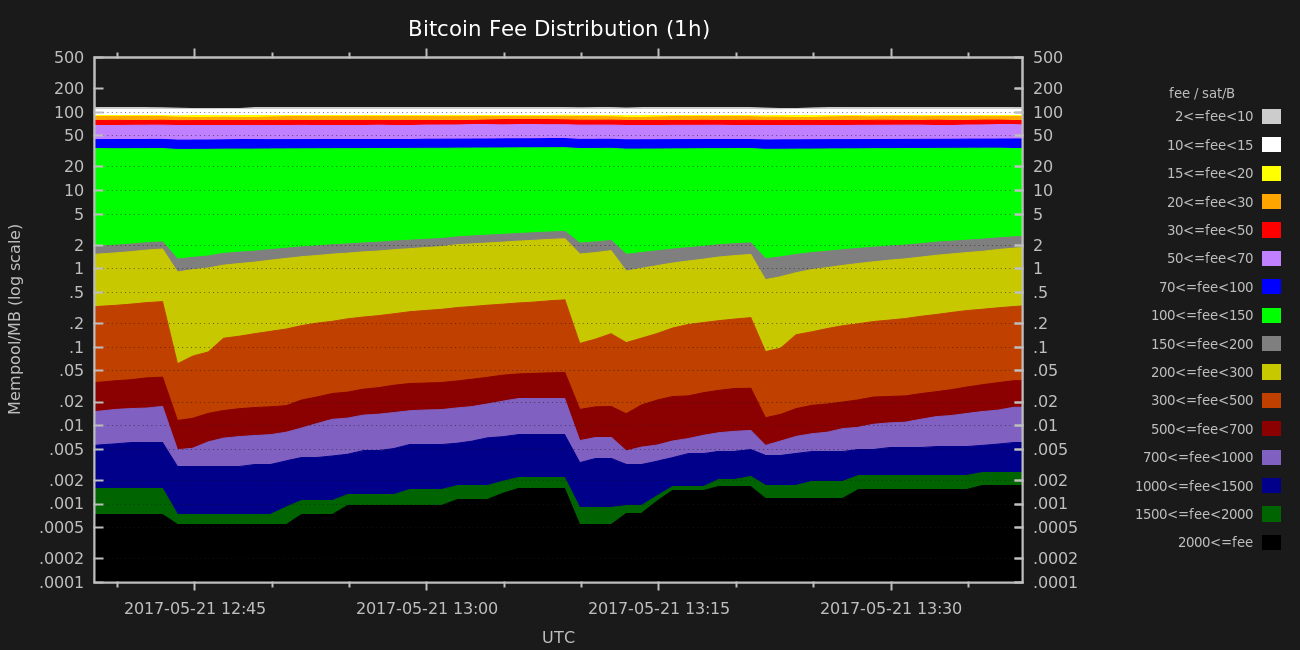 Bitcoin Fee Distribution (1h)
500
200
100
50
20
10
5
2
1
.5
.2
.1
.05
.02
.01
.005
.002
.001
.0005
.0002
.0001
Mempool/MB (log scale)
500
200
100
50
20
10
5
2
1
.5
.2
.1
.05
.02
.01
.005
.002
.001
.0005
.0002
.0001
2017-05-21 12:45
2017-05-21 13:00
2017-05-21 13:15
2017-05-21 13:30
UTC
fee / sat/B
2<=fee<10
10<=fee<15
15<=fee<20
20<=fee<30
30<=fee<50
50<=fee<70
70<=fee<100
100<=fee<150
150<=fee<200
200<=fee<300
300<=fee<500
500<=fee<700
700<=fee<1000
1000<=fee<1500
1500<=fee<2000
2000<=fee